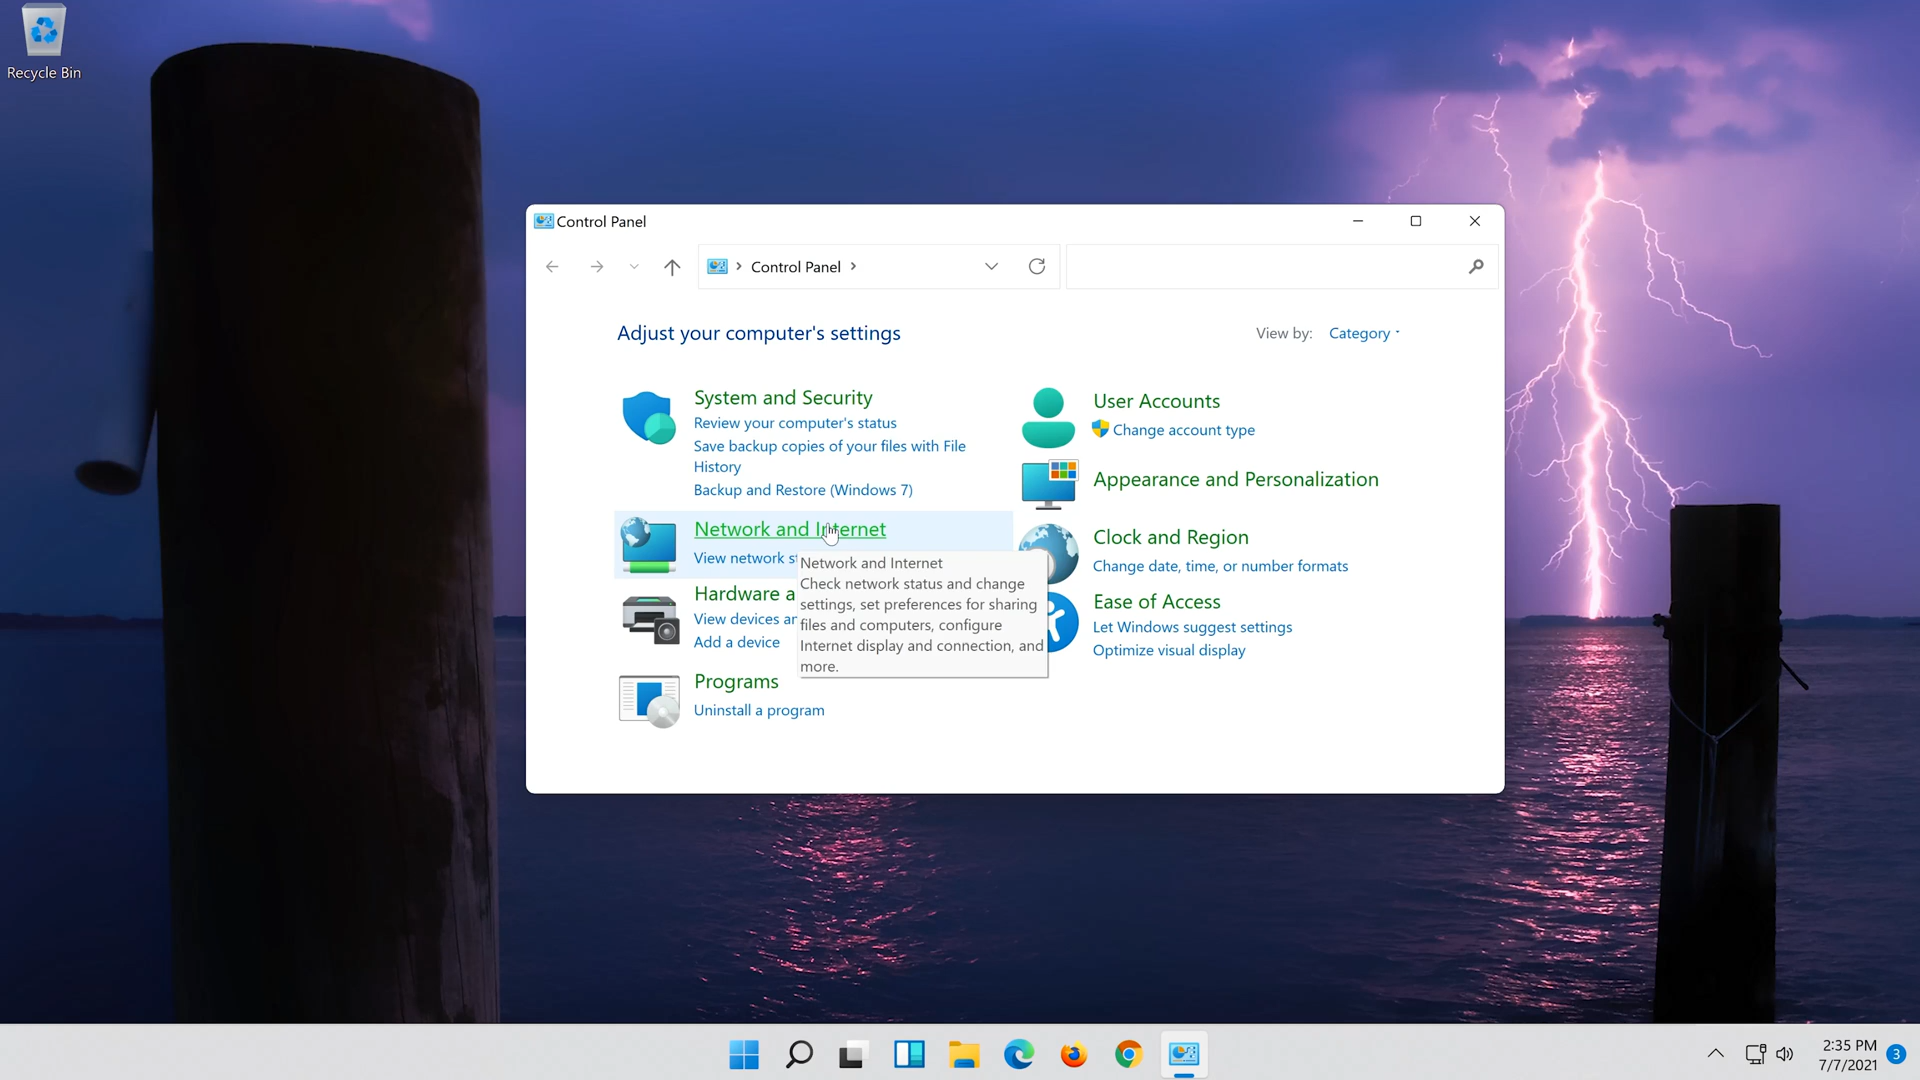 Recycle Bin
Control Panel
Control Panel
Adjust your computer's settings
View by: Category
System and Security
Review your computer's status
Save backup copies of your files with File
History
Backup and Restore (Windows 7)
Network and Internet
View network
Network and Internet
Check network status and change
settings, set preferences for sharing
files and computers, configure
Internet display and connection, and
more.
Hardware
View devices
Add a device
Programs
Uninstall a program
User Accounts
Change account type
Appearance and Personalization
Clock and Region
Change date, time, or number formats
Ease of Access
Let Windows suggest settings
Optimize visual display
2:35 PM
7/7/2021
3